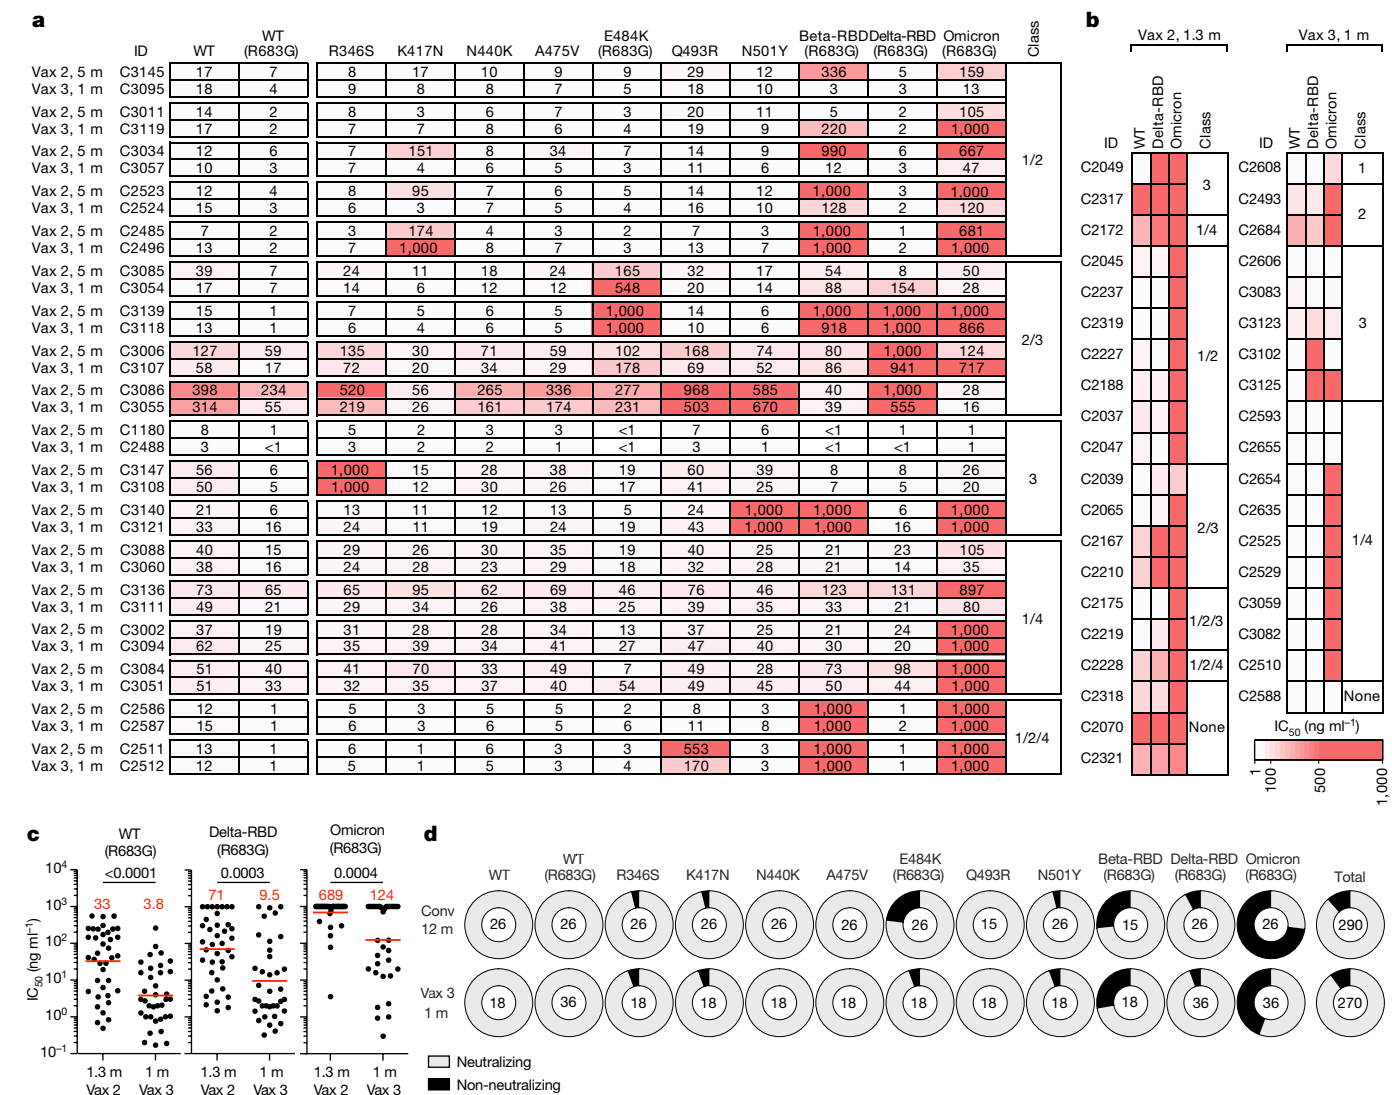 a
ID WT WT (R683G) R346S K417N N440K A475V E484K (R683G) Q493R N501Y Beta-RBD (R683G) Delta-RBD (R683G) Omicron (R683G) Class
Vax 2, 5 m C3145 17 7 8 17 10 9 9 29 12 336 5 159
Vax 3, 1 m C3095 18 4 9 8 8 7 5 18 10 3 3 13
Vax 2, 5 m C3011 14 2 8 3 6 7 3 20 11 5 2 105
Vax 3, 1 m C3119 17 2 7 7 8 6 4 19 9 220 2 1,000
Vax 2, 5 m C3034 12 6 7 151 8 34 7 14 9 990 6 667
Vax 3, 1 m C3057 10 3 7 4 6 5 3 11 6 12 3 47
Vax 2, 5 m C2523 12 4 8 95 7 6 5 14 12 1,000 3 1,000
Vax 3, 1 m C2524 15 3 6 3 7 5 4 16 10 128 2 120
Vax 2, 5 m C2485 7 2 3 174 4 3 2 7 3 1,000 1 681
Vax 3, 1 m C2496 13 2 7 1,000 8 7 3 13 7 1,000 2 1,000
1/2
Vax 2, 5 m C3085 39 7 24 11 18 24 165 32 17 54 8 50
Vax 3, 1 m C3054 17 7 14 6 12 12 548 20 14 88 154 28
Vax 2, 5 m C3139 15 1 7 5 6 5 1,000 14 6 1,000 1,000 1,000
Vax 3, 1 m C3118 13 1 6 4 6 5 1,000 10 6 918 1,000 866
Vax 2, 5 m C3006 127 59 135 30 71 59 102 168 74 80 1,000 124
Vax 3, 1 m C3107 58 17 72 20 34 29 178 69 52 86 941 717
Vax 2, 5 m C3086 398 234 520 56 265 336 277 968 585 40 1,000 28
Vax 3, 1 m C3055 314 55 219 26 161 174 231 503 670 39 555 16
2/3
Vax 2, 5 m C1180 8 1 5 2 3 3 <1 7 6 <1 1 1
Vax 3, 1 m C2488 3 <1 3 2 2 1 <1 3 1 <1 <1 1
Vax 2, 5 m C3147 56 6 1,000 15 28 38 19 60 39 8 8 26
Vax 3, 1 m C3108 50 5 1,000 12 30 26 17 41 25 7 5 20
Vax 2, 5 m C3140 21 6 13 11 12 13 5 24 1,000 1,000 6 1,000
Vax 3, 1 m C3121 33 16 24 11 19 24 19 43 1,000 1,000 16 1,000
3
Vax 2, 5 m C3088 40 15 29 26 30 35 19 40 25 21 23 105
Vax 3, 1 m C3060 38 16 24 28 23 29 18 32 28 21 14 35
Vax 2, 5 m C3136 73 65 65 95 62 69 46 76 46 123 131 897
Vax 3, 1 m C3111 49 21 29 34 26 38 25 39 35 33 21 80
Vax 2, 5 m C3002 37 19 31 28 28 34 13 37 25 21 24 1,000
Vax 3, 1 m C3094 62 25 35 39 34 41 27 47 40 30 20 1,000
Vax 2, 5 m C3084 51 40 41 70 33 49 7 49 28 73 98 1,000
Vax 3, 1 m C3051 51 33 32 35 37 40 54 49 45 50 44 1,000
1/4
Vax 2, 5 m C2586 12 1 5 3 5 5 2 8 3 1,000 1 1,000
Vax 3, 1 m C2587 15 1 6 3 6 5 6 11 8 1,000 2 1,000
Vax 2, 5 m C2511 13 1 6 1 6 3 3 553 3 1,000 1 1,000
Vax 3, 1 m C2512 12 1 5 1 5 3 4 170 3 1,000 1 1,000
1/2/4
b
Vax 2, 1.3 m
ID WT Delta-RBD Omicron Class
C2049
C2317
3
C2172 1/4
C2045
C2237
C2319
C2227
C2188
C2037
C2047
1/2
C2039
C2065
C2167
C2210
2/3
C2175
C2219
1/2/3
C2228 1/2/4
C2318
C2070
C2321
None
Vax 3, 1 m
ID WT Delta-RBD Omicron Class
C2608 1
C2493
C2684
2
C2606
C3083
C3123
C3102
C3125
3
C2593
C2655
C2654
C2635
C2525
C2529
C3059
C3082
C2510
1/4
C2588 None
IC50 (ng ml−1)
1 100 500 1,000
c
WT (R683G) Delta-RBD (R683G) Omicron (R683G)
<0.0001 0.0003 0.0004
33 3.8 71 9.5 689 124
IC50 (ng ml−1)
10^4
10^3
10^2
10^1
10^0
10^−1
1.3 m 1 m 1.3 m 1 m 1.3 m 1 m
Vax 2 Vax 3 Vax 2 Vax 3 Vax 2 Vax 3
d
WT WT (R683G) R346S K417N N440K A475V E484K (R683G) Q493R N501Y Beta-RBD (R683G) Delta-RBD (R683G) Omicron (R683G) Total
Conv 12 m 26 26 26 26 26 26 26 15 26 15 26 26 290
Vax 3 1 m 18 36 18 18 18 18 18 18 18 18 36 36 270
Neutralizing
Non-neutralizing